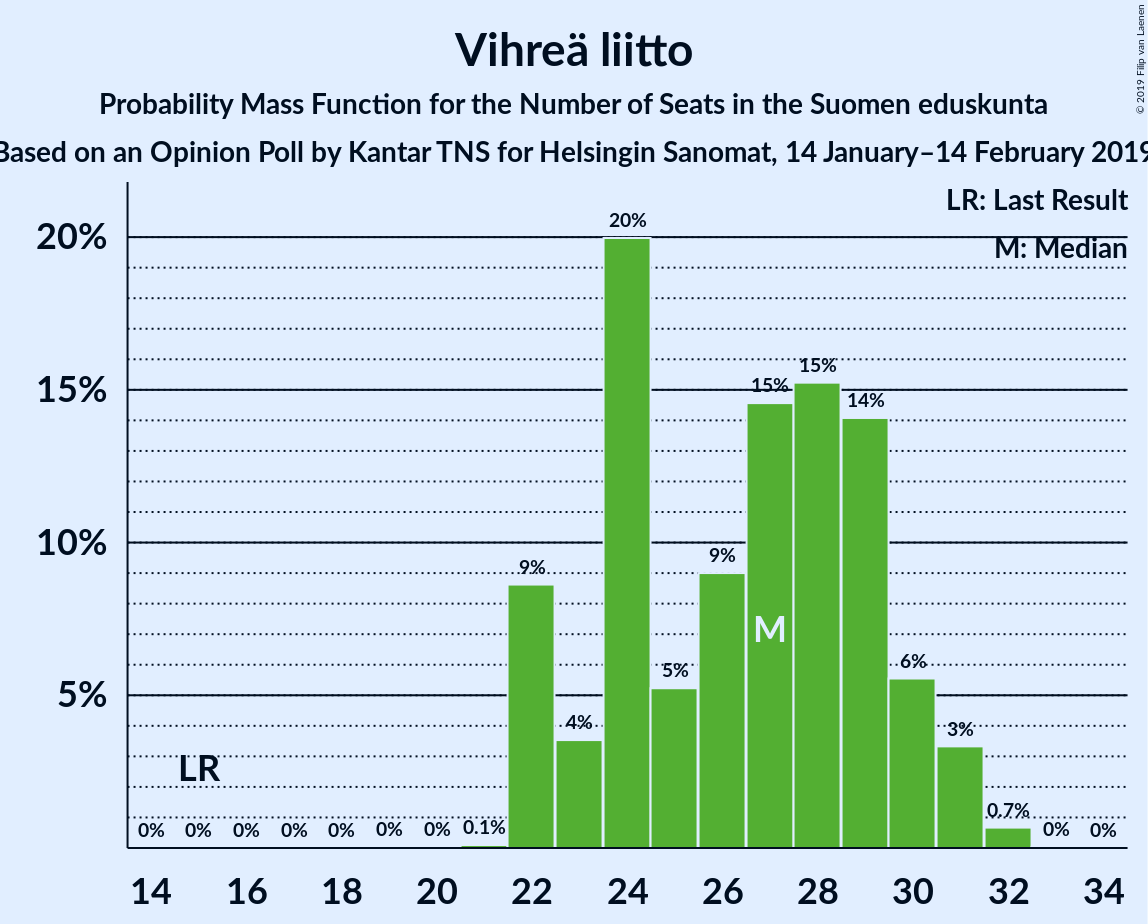 © 2019 Filip van Laenen
Vihreä liitto
Probability Mass Function for the Number of Seats in the Suomen eduskunta
Based on an Opinion Poll by Kantar TNS for Helsingin Sanomat, 14 January–14 February 2019
LR: Last Result
M: Median
20%
15%
10%
5%
LR
M
0% 0% 0% 0% 0% 0% 0% 0.1% 9% 4% 20% 5% 9% 15% 15% 14% 6% 3% 0.7% 0% 0%
14 16 18 20 22 24 26 28 30 32 34